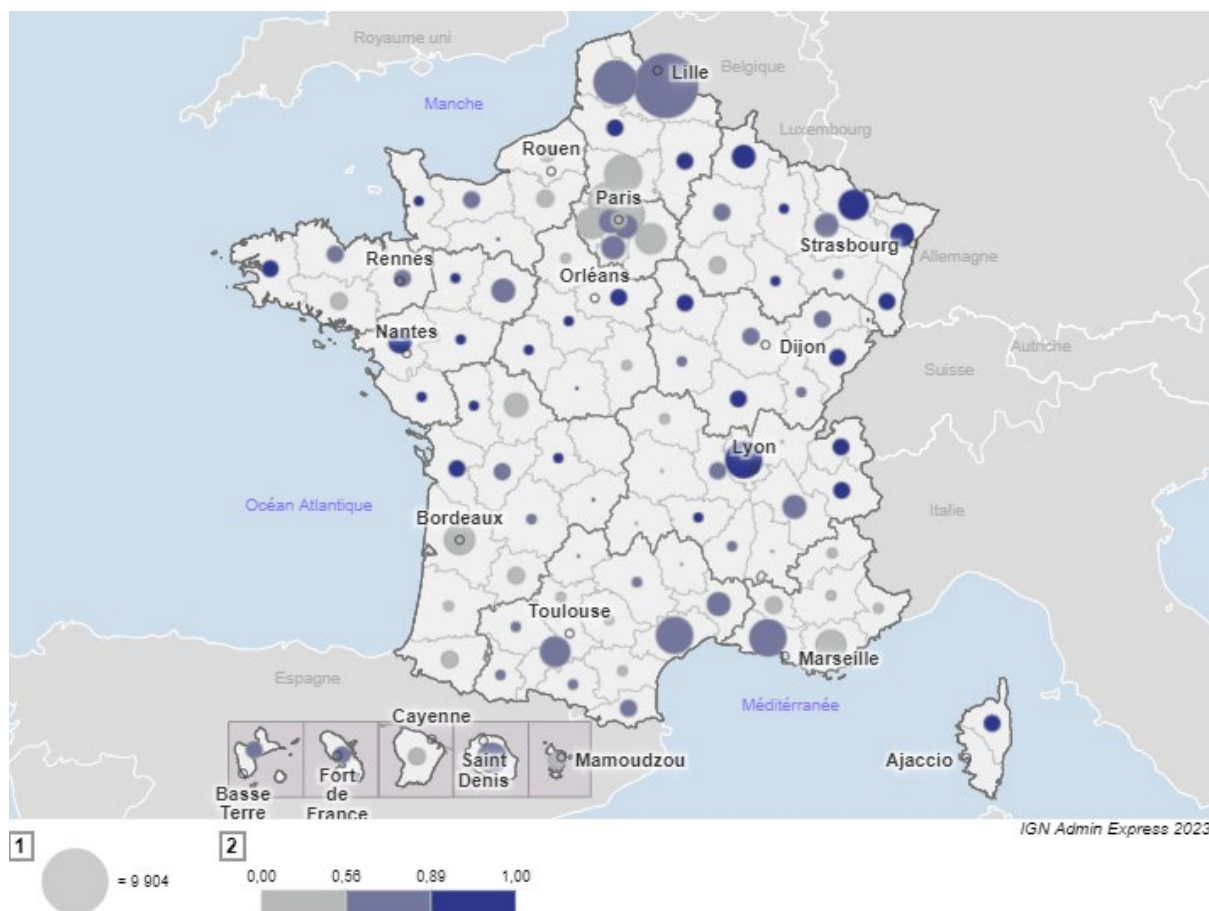 Royaume uni
Lille
Belgique
Manche
Luxembourg
Rouen
Paris
Strasbourg
Allemagne
Rennes
Orléans
Nantes
Dijon
Autriche
Suisse
Lyon
Océan Atlantique
Italie
Bordeaux
Toulouse
Marseille
Espagne
Méditérranée
Cayenne
Ajaccio
Saint
Denis
Mamoudzou
Basse
Terre
Fort
de
France
IGN Admin Express 2023
1
= 9 904
2
0,00 0,56 0,89 1,00